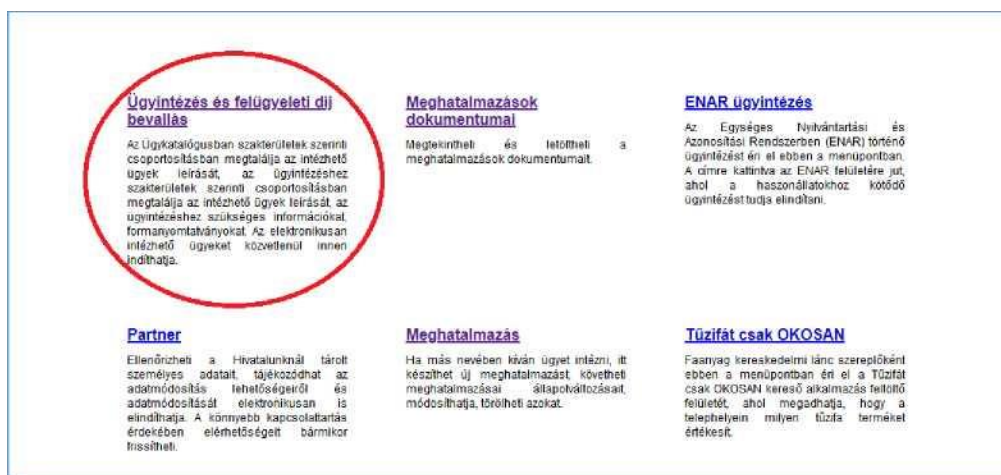 Ügyintézés és felügyeleti díj
bevallás
Az Ügykatalógusban szakterületek szerinti
csoportosításban megtalálja az intézhető
ügyek leírását, az ügyintézéshez
szakterületek szerinti csoportosításban
megtalálja az intézhető ügyek leírását, az
ügyintézéshez szükséges információkat,
formanyomtatványokat. Az elektronikusan
intézhető ügyeket közvetlenül innen
indíthatja.
Meghatalmazások
dokumentumai
Megtekintheti és letöltheti a
meghatalmazások dokumentumait.
ENAR ügyintézés
Az Egységes Nyilvántartási és
Azonosítási Rendszerben (ENAR) történő
ügyintézést éri el ebben a menüpontban.
A címre kattintva az ENAR felületére jut,
ahol a haszonállatokhoz kötődő
ügyintézést tudja elindítani.
Partner
Ellenőrizheti a Hivatalunknál tárolt
személyes adatait, tájékozódhat az
adatmódosítás lehetőségeiről és
adatmódosítását elektronikusan is
elindíthatja. A könnyebb kapcsolattartás
érdekében elérhetőségeit bármikor
frissítheti.
Meghatalmazás
Ha más nevében kíván ügyet intézni, itt
készíthet új meghatalmazást, követheti
meghatalmazásai állapotváltozásait,
módosíthatja, törölheti azokat.
Tűzifát csak OKOSAN
Faanyag kereskedelmi lánc szereplőként
ebben a menüpontban éri el a Tűzifát
csak OKOSAN kereső alkalmazás feltöltő
felületét, ahol megadhatja, hogy a
telephelyein milyen tűzifa terméket
értékesít.